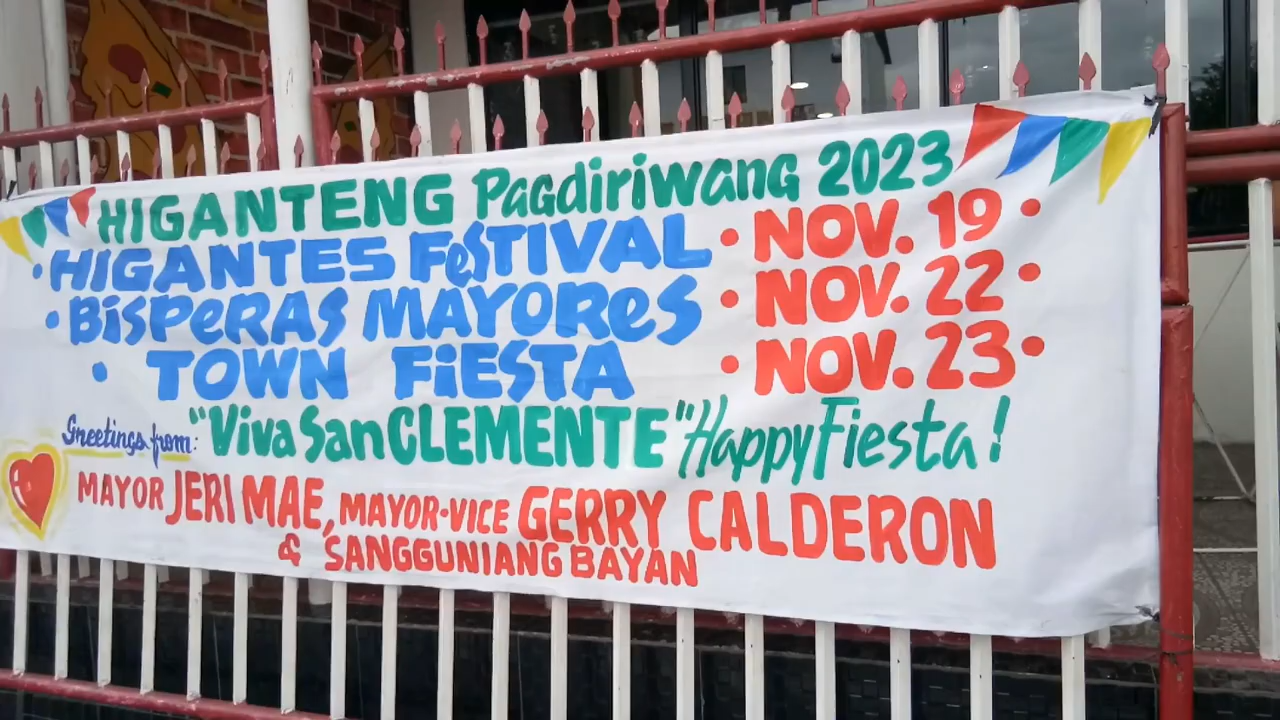 HIGANTENG Pagdiriwang 2023
• HIGANTES FeSTIVAL • NOV. 19 •
• BiSPeRAS MAYOReS • NOV. 22 •
• TOWN FiESTA • NOV. 23 •
"Viva San CLEMENTE" Happy Fiesta!
Greetings from:
MAYOR JERI MAE, MAYOR-VICE GERRY CALDERON
& SANGGUNIANG BAYAN